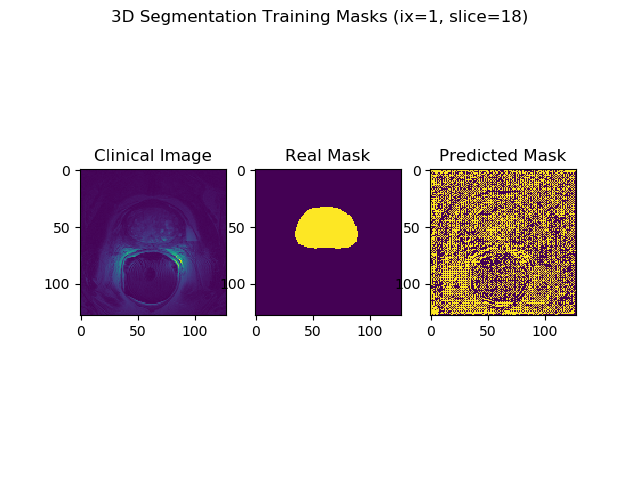 3D Segmentation Training Masks (ix=1, slice=18)
Clinical Image Real Mask Predicted Mask
0 0 0
50 50 50
100 100 100
0 50 100 0 50 100 0 50 100